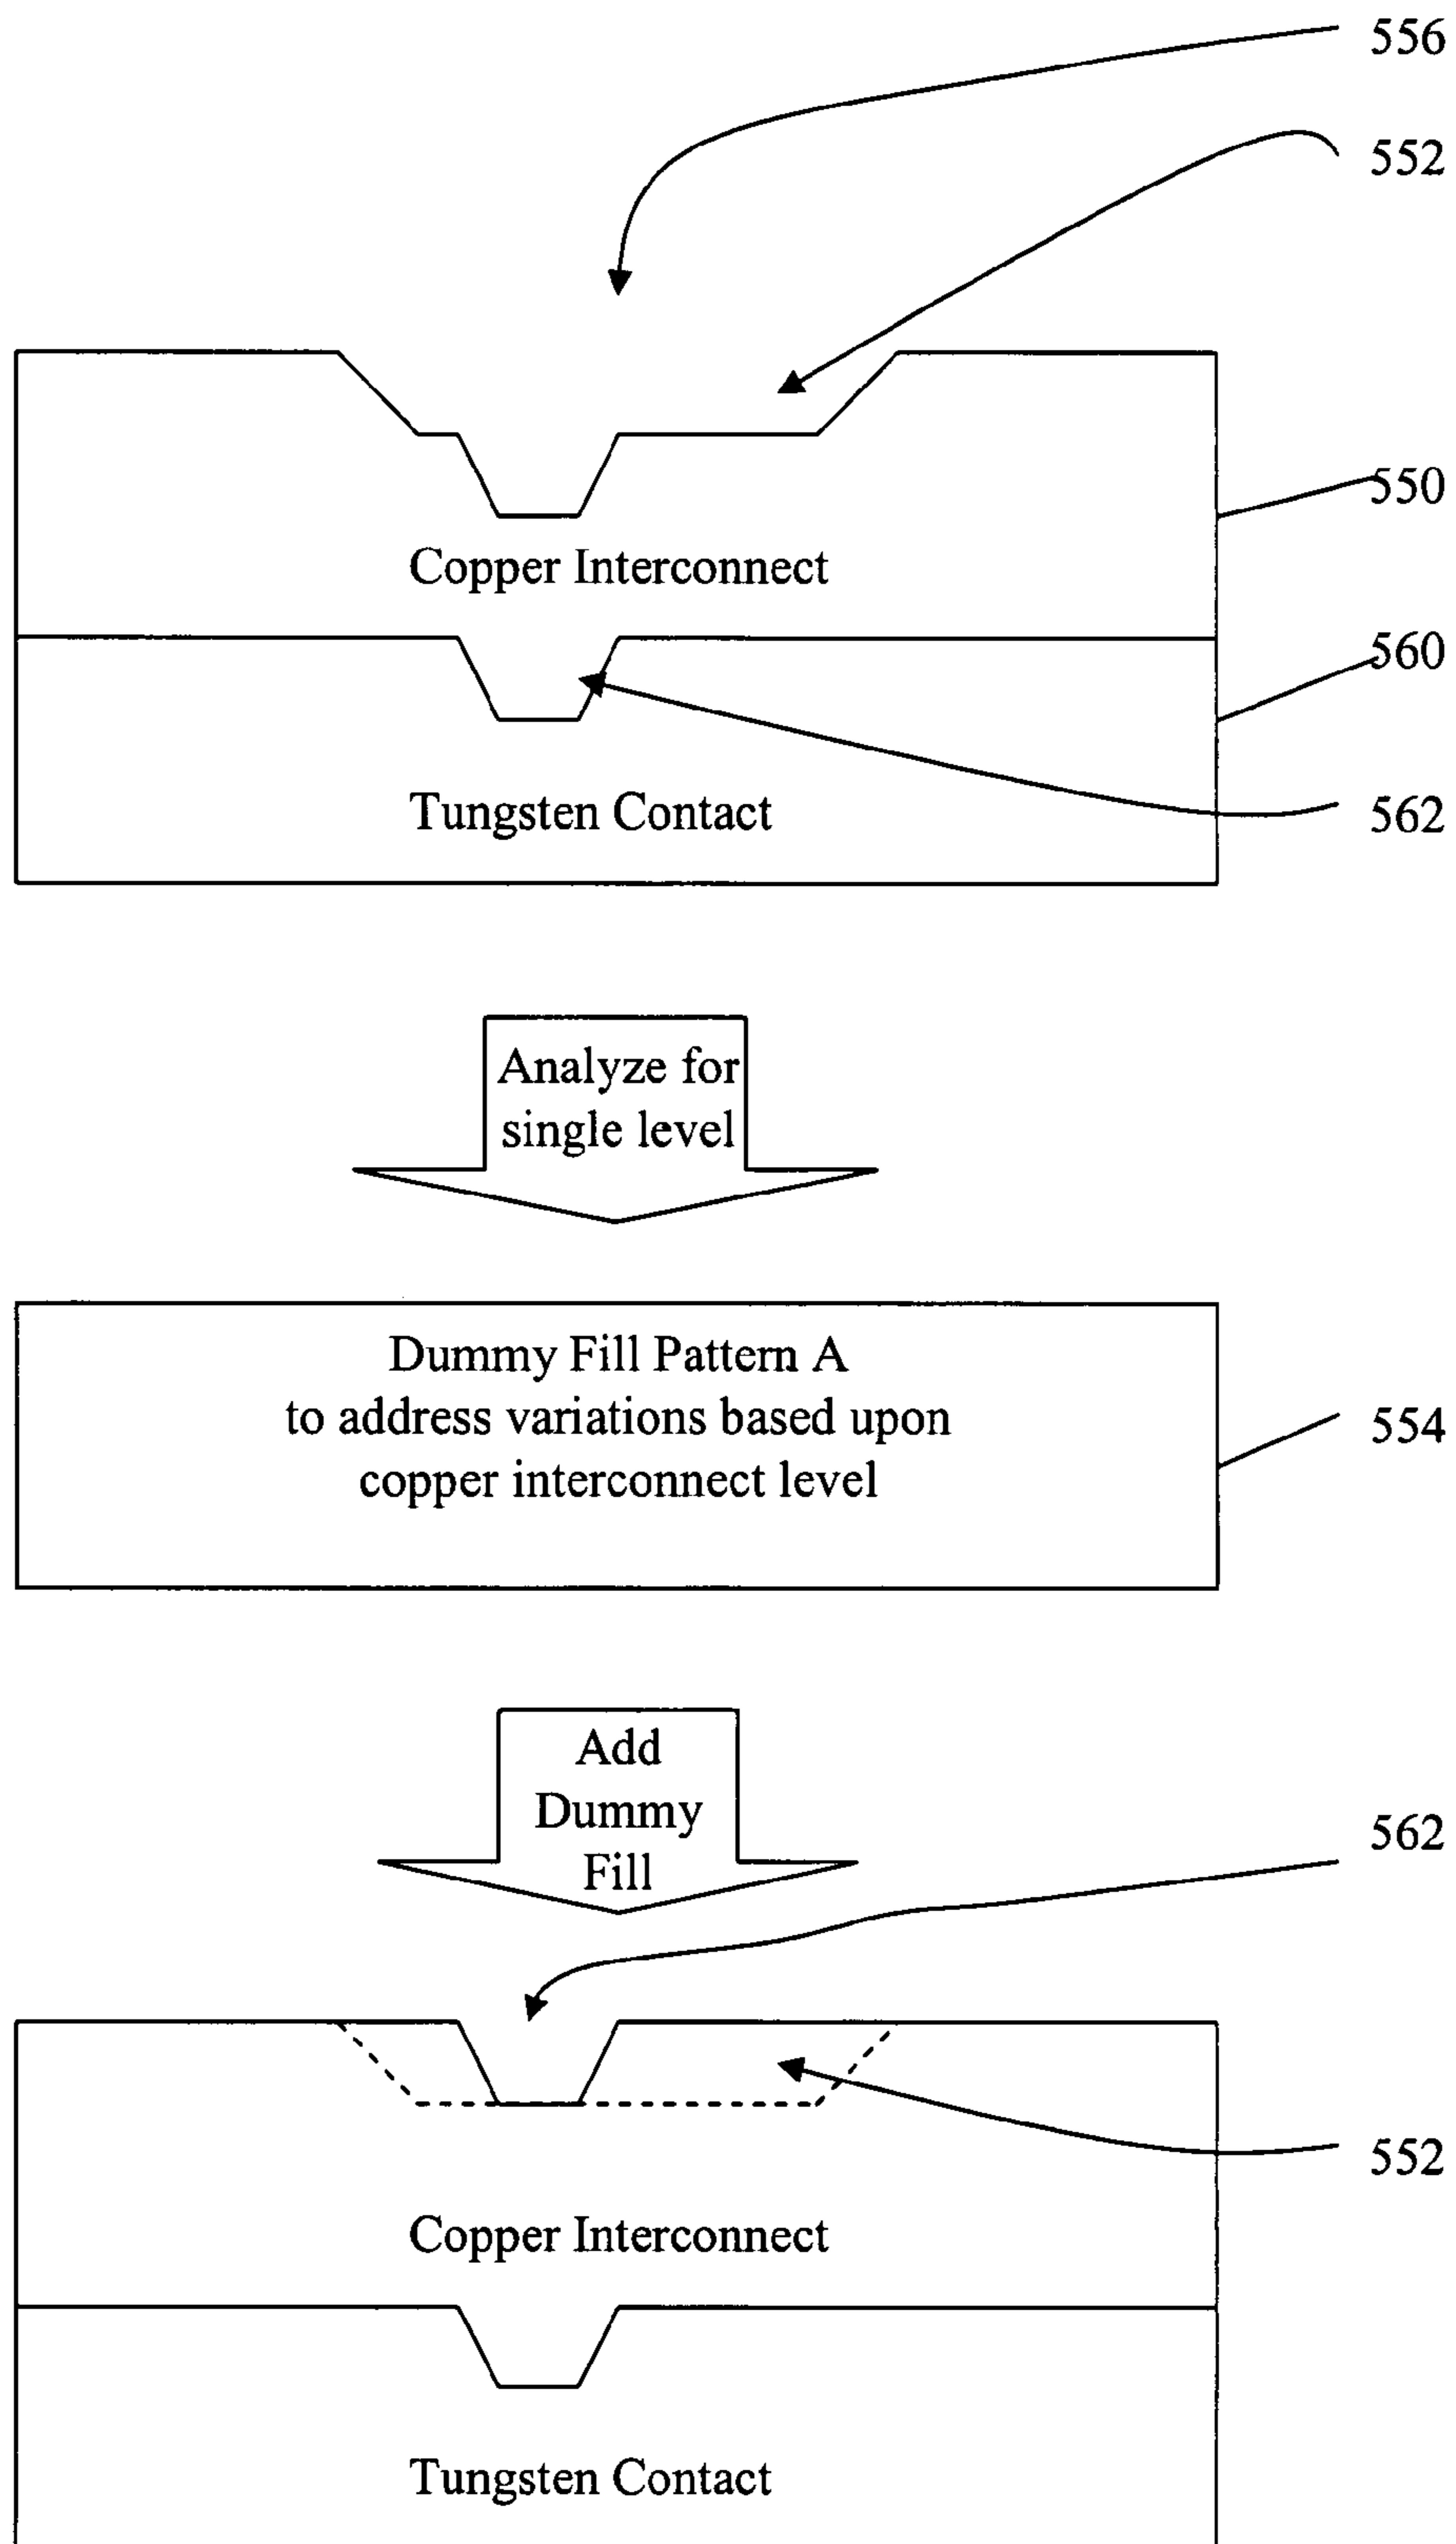 556
552
550
Copper Interconnect
560
Tungsten Contact
562
Analyze for
single level
Dummy Fill Pattern A
to address variations based upon
copper interconnect level
554
Add
Dummy
Fill
562
552
Copper Interconnect
Tungsten Contact